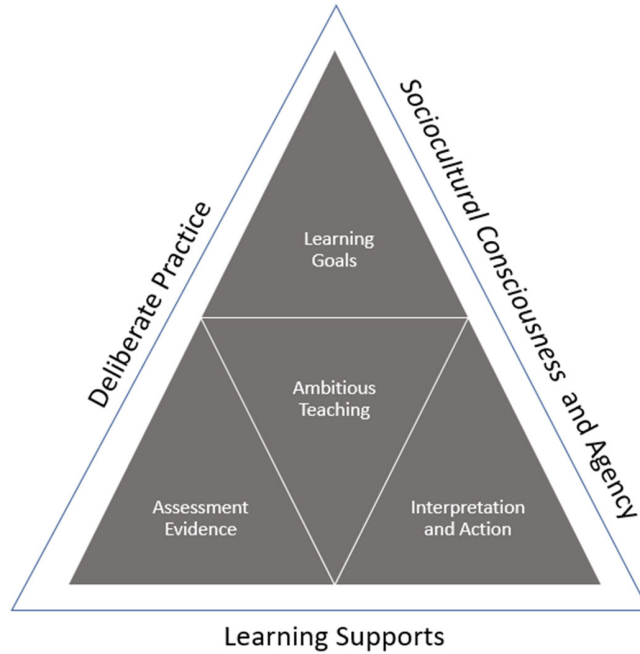 Deliberate Practice
Sociocultural Consciousness and Agency
Learning
Goals
Ambitious
Teaching
Assessment
Evidence
Interpretation
and Action
Learning Supports